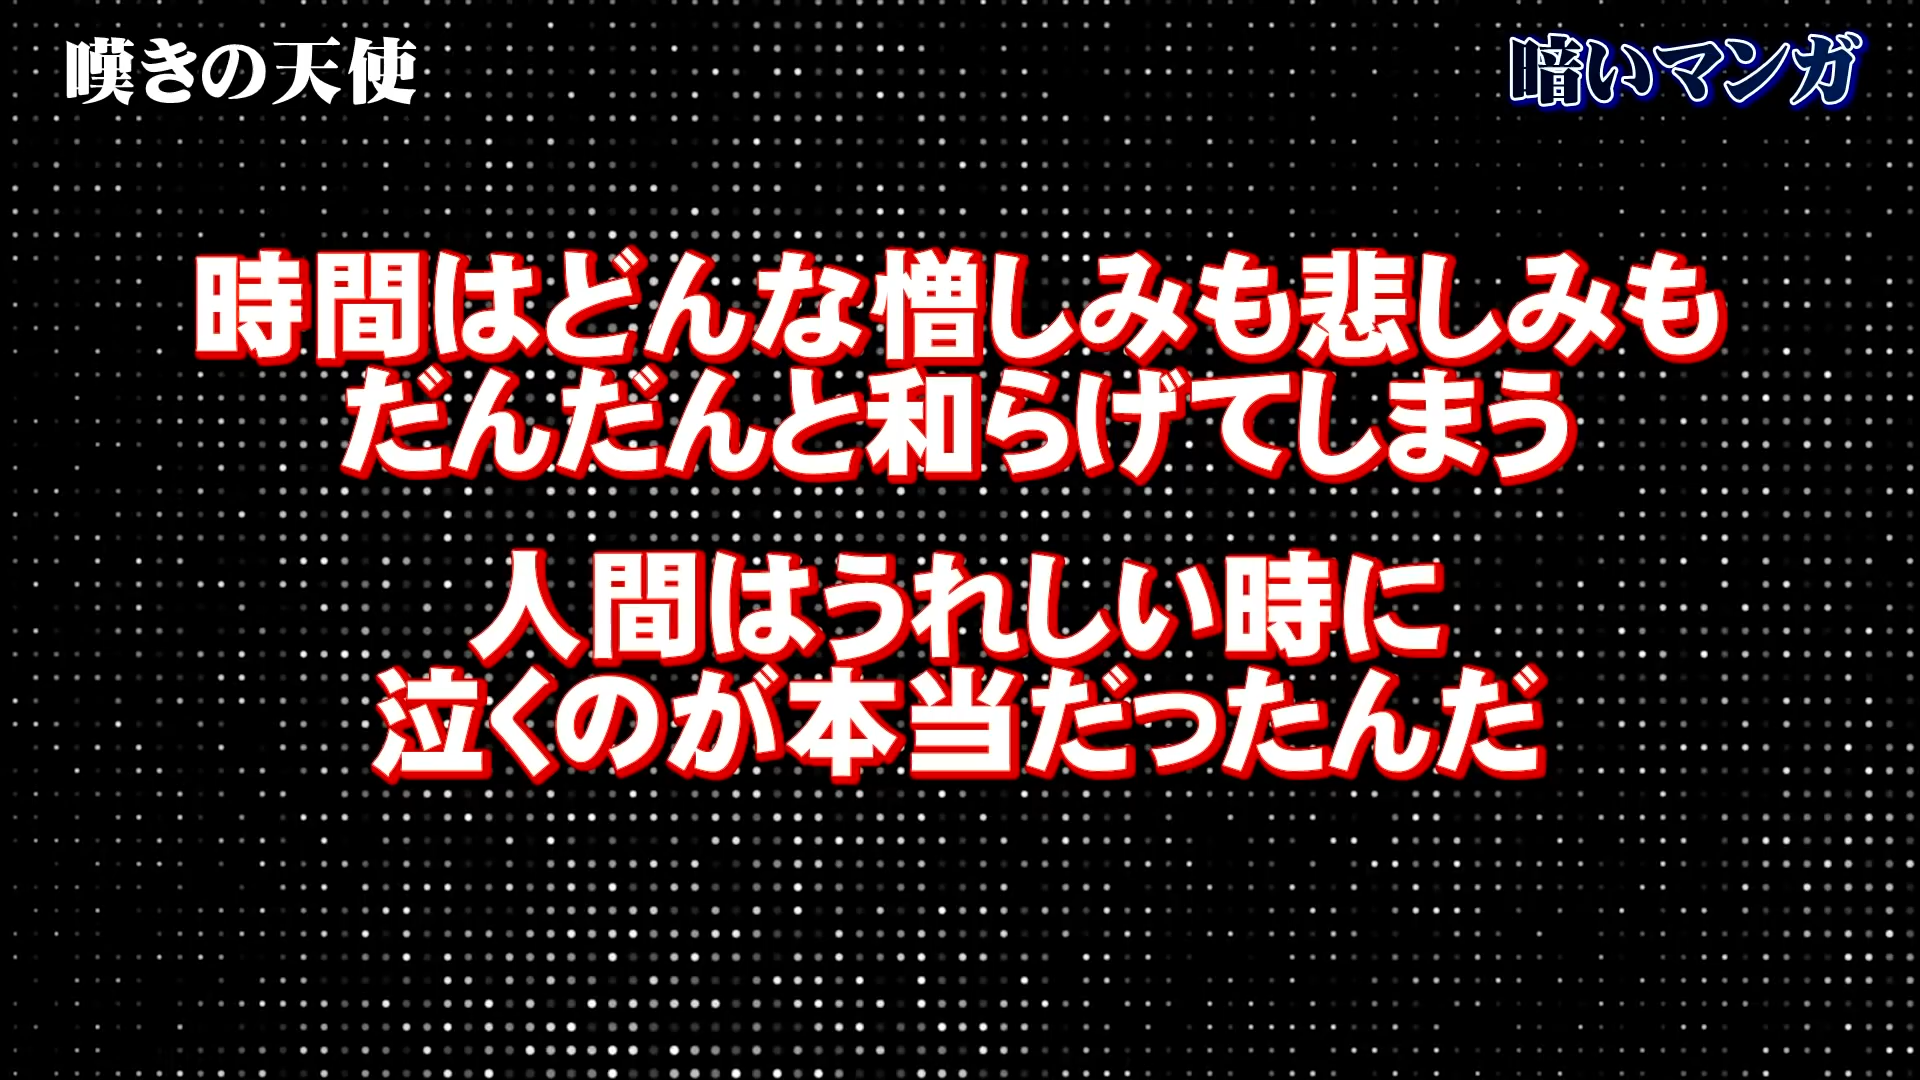 嘆きの天使
暗いマンガ
時間はどんな憎しみも悲しみも
だんだんと和らげてしまう
人間はうれしい時に
泣くのが本当だったんだ